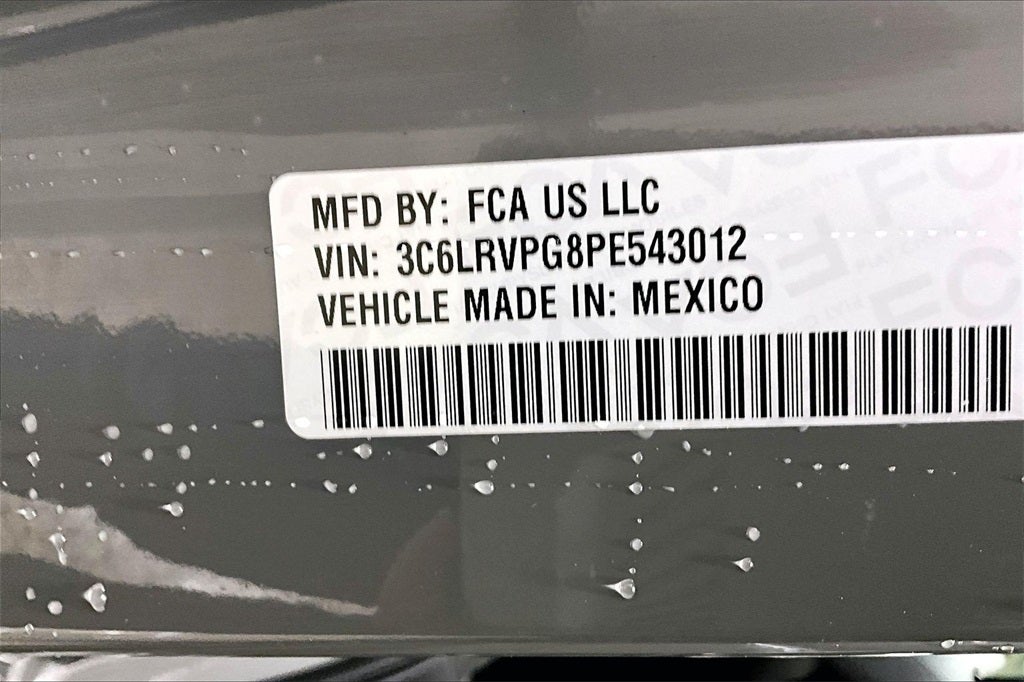 MFD BY: FCA US LLC
VIN: 3C6LRVPG8PE543012
VEHICLE MADE IN: MEXICO